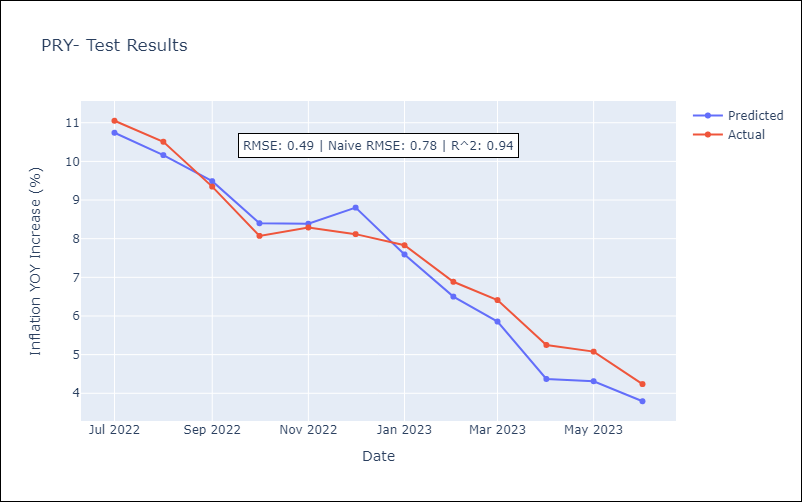 PRY- Test Results
Predicted
Actual
RMSE: 0.49 | Naive RMSE: 0.78 | R^2: 0.94
Inflation YOY Increase (%)
11
10
9
8
7
6
5
4
Jul 2022 Sep 2022 Nov 2022 Jan 2023 Mar 2023 May 2023
Date